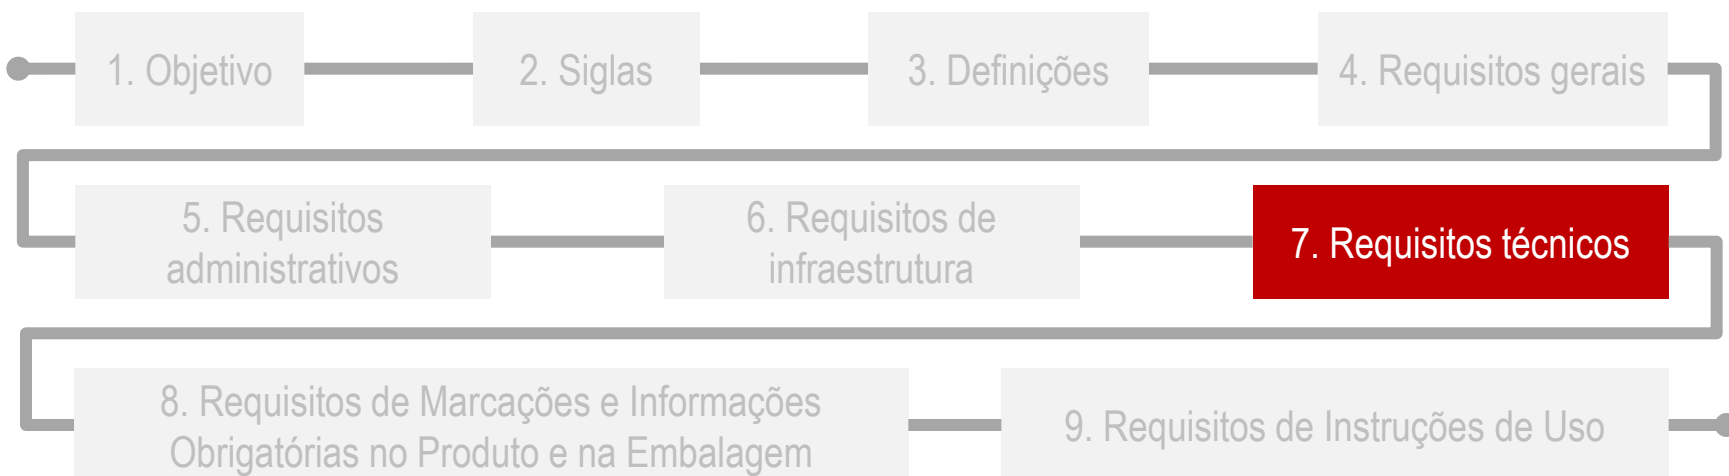 1. Objetivo
2. Siglas
3. Definições
4. Requisitos gerais
5. Requisitos
administrativos
6. Requisitos de
infraestrutura
7. Requisitos técnicos
8. Requisitos de Marcações e Informações
Obrigatórias no Produto e na Embalagem
9. Requisitos de Instruções de Uso